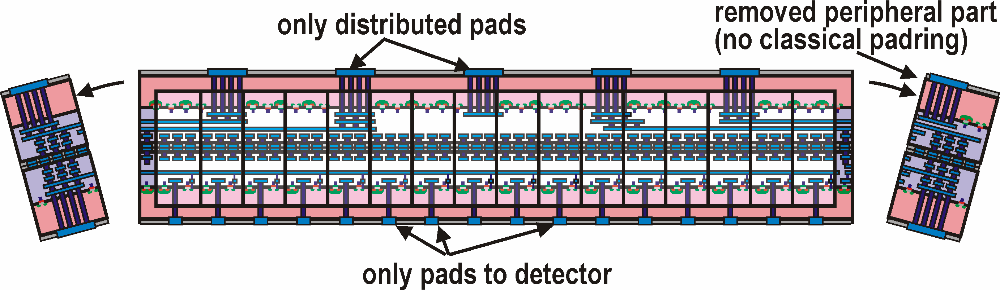 only distributed pads
removed peripheral part
(no classical padring)
only pads to detector